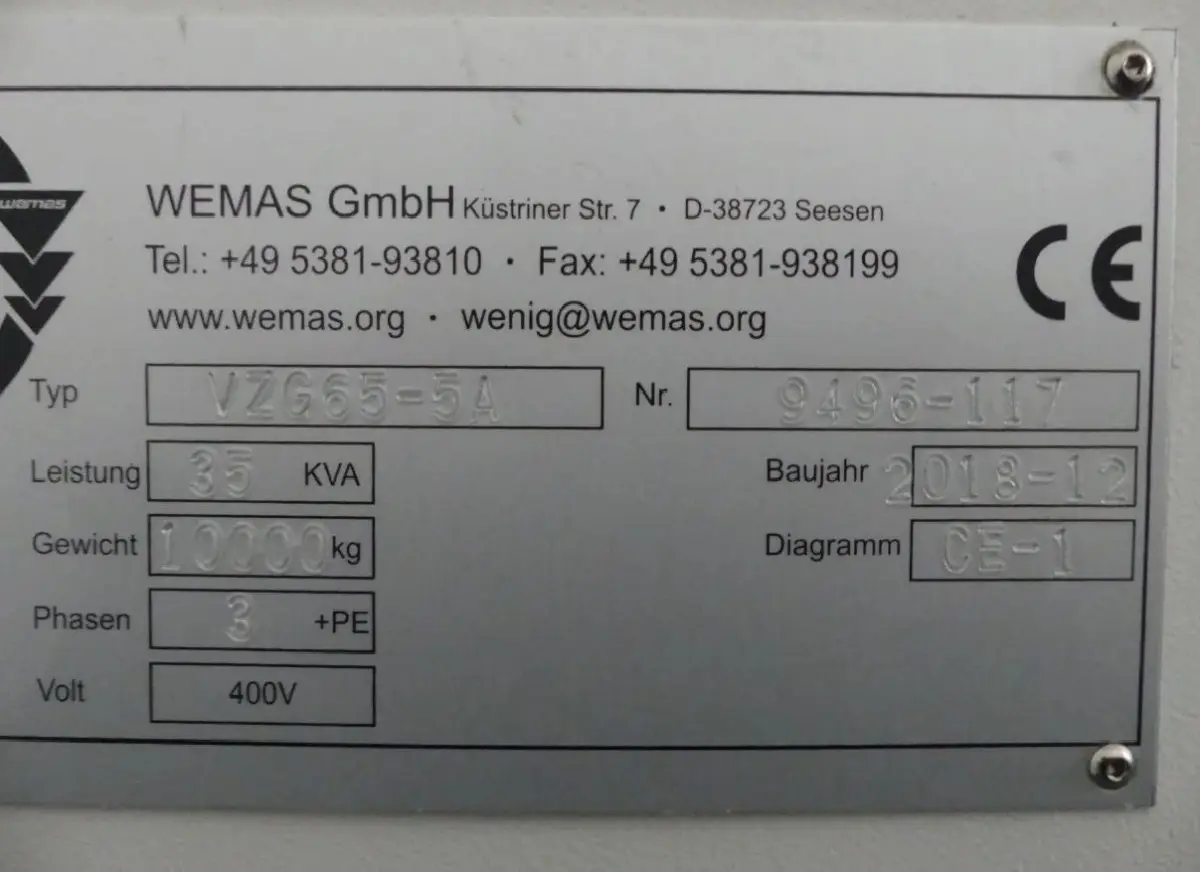 wemas
WEMAS GmbH Küstriner Str. 7 · D-38723 Seesen
Tel.: +49 5381-93810 · Fax: +49 5381-938199
www.wemas.org · wenig@wemas.org
CE
Typ VZG65-5A Nr. 9496-117
Leistung 35 KVA Baujahr 2018-12
Gewicht 10000 kg Diagramm CE-1
Phasen 3 +PE
Volt 400V